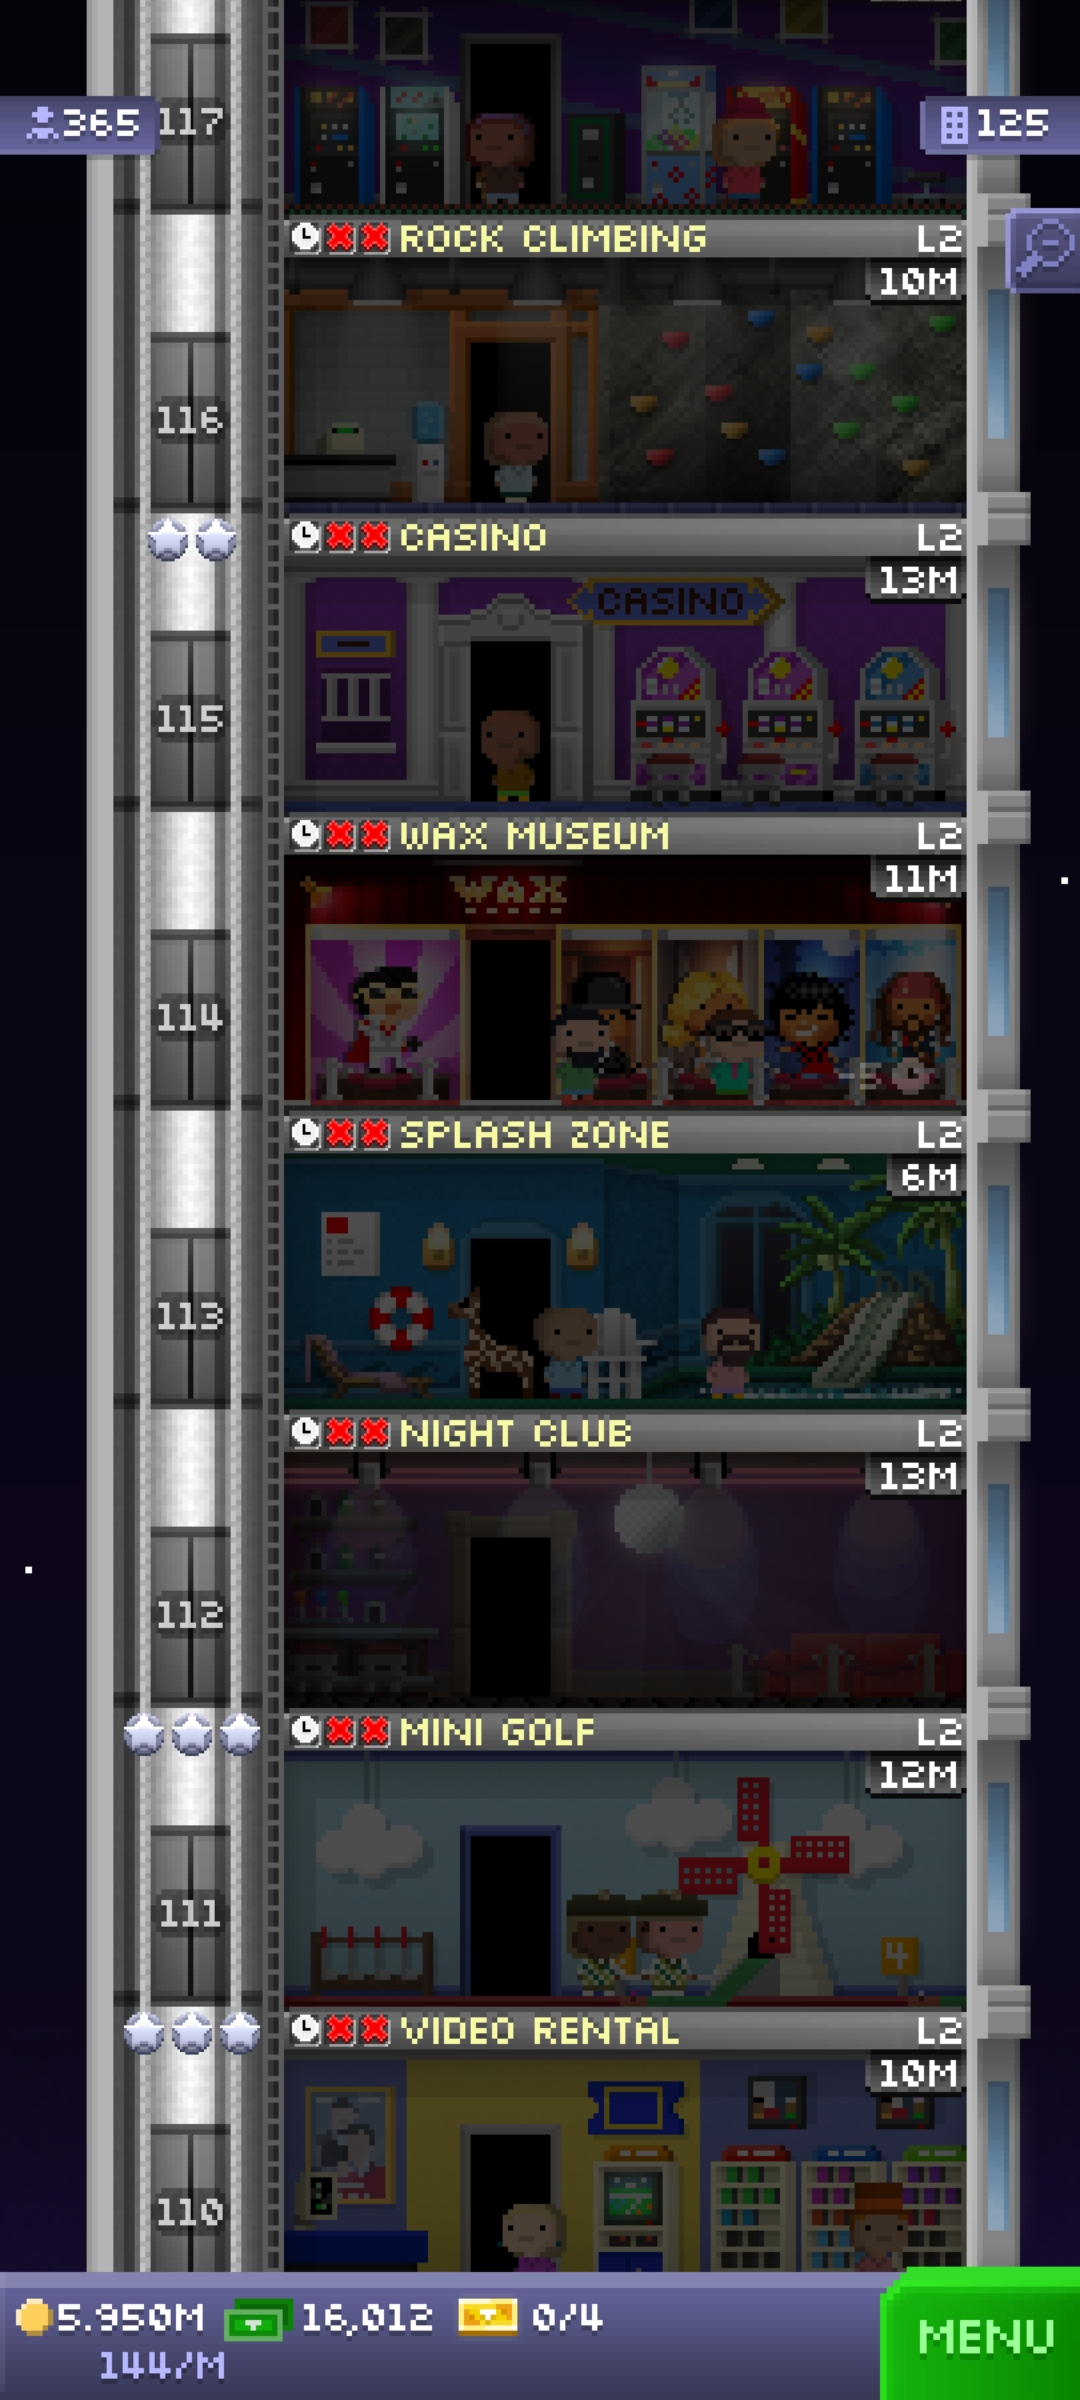 365
117
125
ROCK CLIMBING L2
10M
116
CASINO L2
13M
CASINO
115
WAX MUSEUM L2
11M
WAX
114
-5
SPLASH ZONE L2
6M
113
NIGHT CLUB L2
13M
112
MINI GOLF L2
12M
111
4
VIDEO RENTAL L2
10M
110
5.950M 16,012 0/4
144/M
MENU